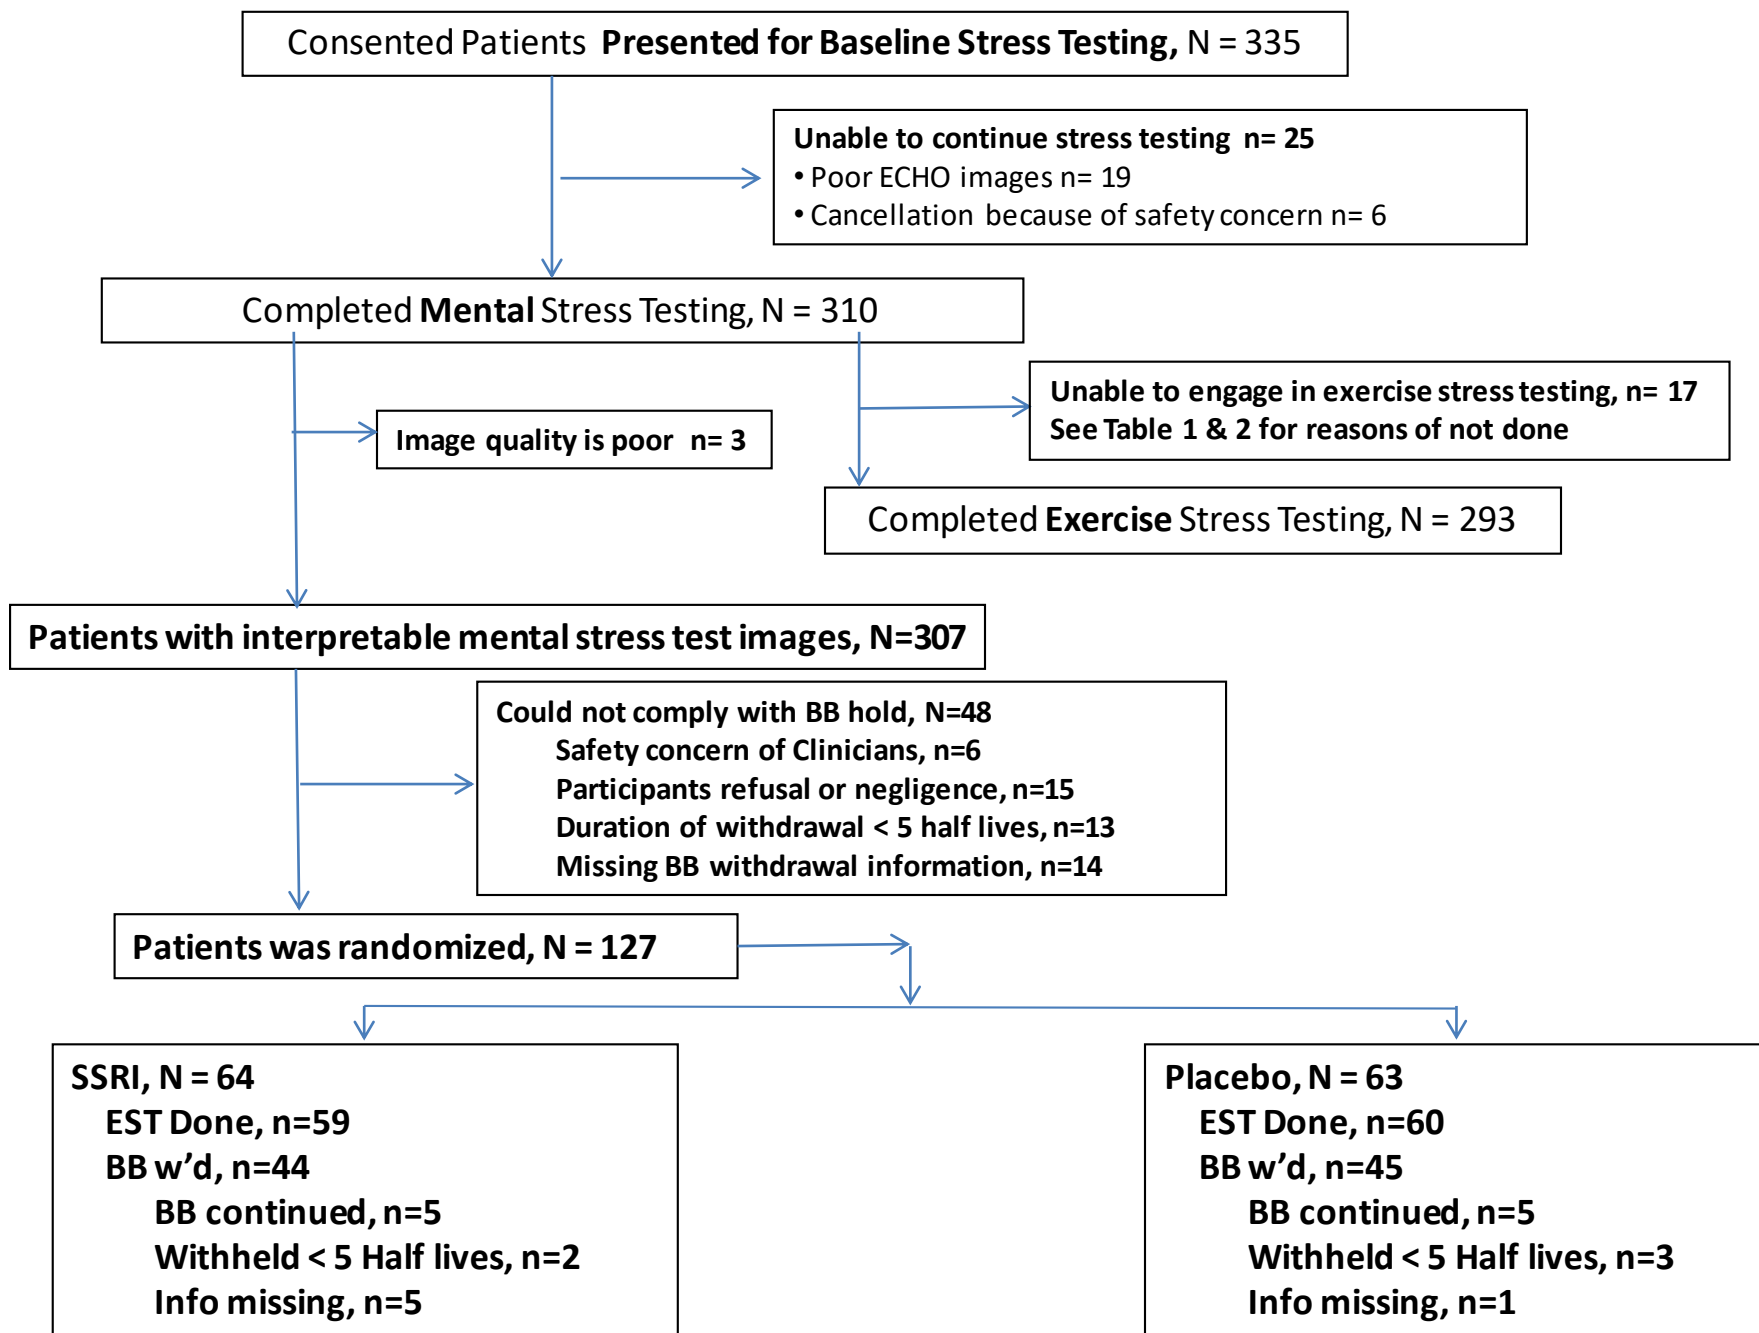 Consented Patients Presented for Baseline Stress Testing, N = 335
Unable to continue stress testing n= 25
• Poor ECHO images n= 19
• Cancellation because of safety concern n= 6
Completed Mental Stress Testing, N = 310
Unable to engage in exercise stress testing, n= 17
See Table 1 & 2 for reasons of not done
Image quality is poor n= 3
Completed Exercise Stress Testing, N = 293
Patients with interpretable mental stress test images, N=307
Could not comply with BB hold, N=48
Safety concern of Clinicians, n=6
Participants refusal or negligence, n=15
Duration of withdrawal < 5 half lives, n=13
Missing BB withdrawal information, n=14
Patients was randomized, N = 127
SSRI, N = 64
EST Done, n=59
BB w’d, n=44
BB continued, n=5
Withheld < 5 Half lives, n=2
Info missing, n=5
Placebo, N = 63
EST Done, n=60
BB w’d, n=45
BB continued, n=5
Withheld < 5 Half lives, n=3
Info missing, n=1